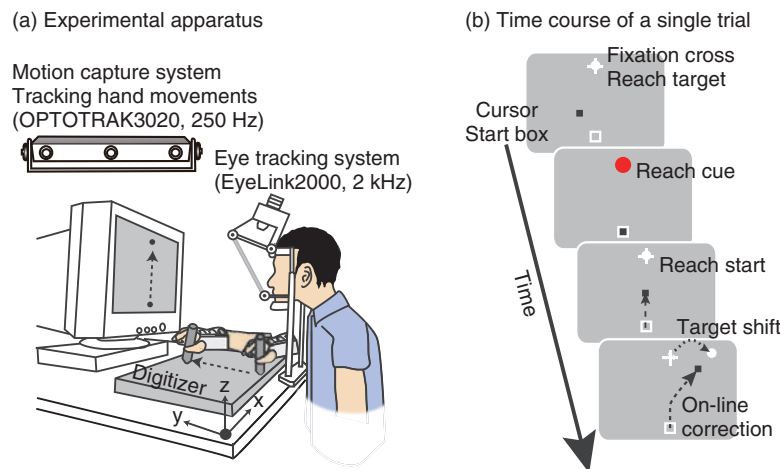 (a) Experimental apparatus
Motion capture system
Tracking hand movements
(OPTOTRAK3020, 250 Hz)
Eye tracking system
(EyeLink2000, 2 kHz)
Digitizer
z
x
y
(b) Time course of a single trial
Fixation cross
Reach target
Cursor
Start box
Reach cue
Reach start
Time
Target shift
On-line
correction